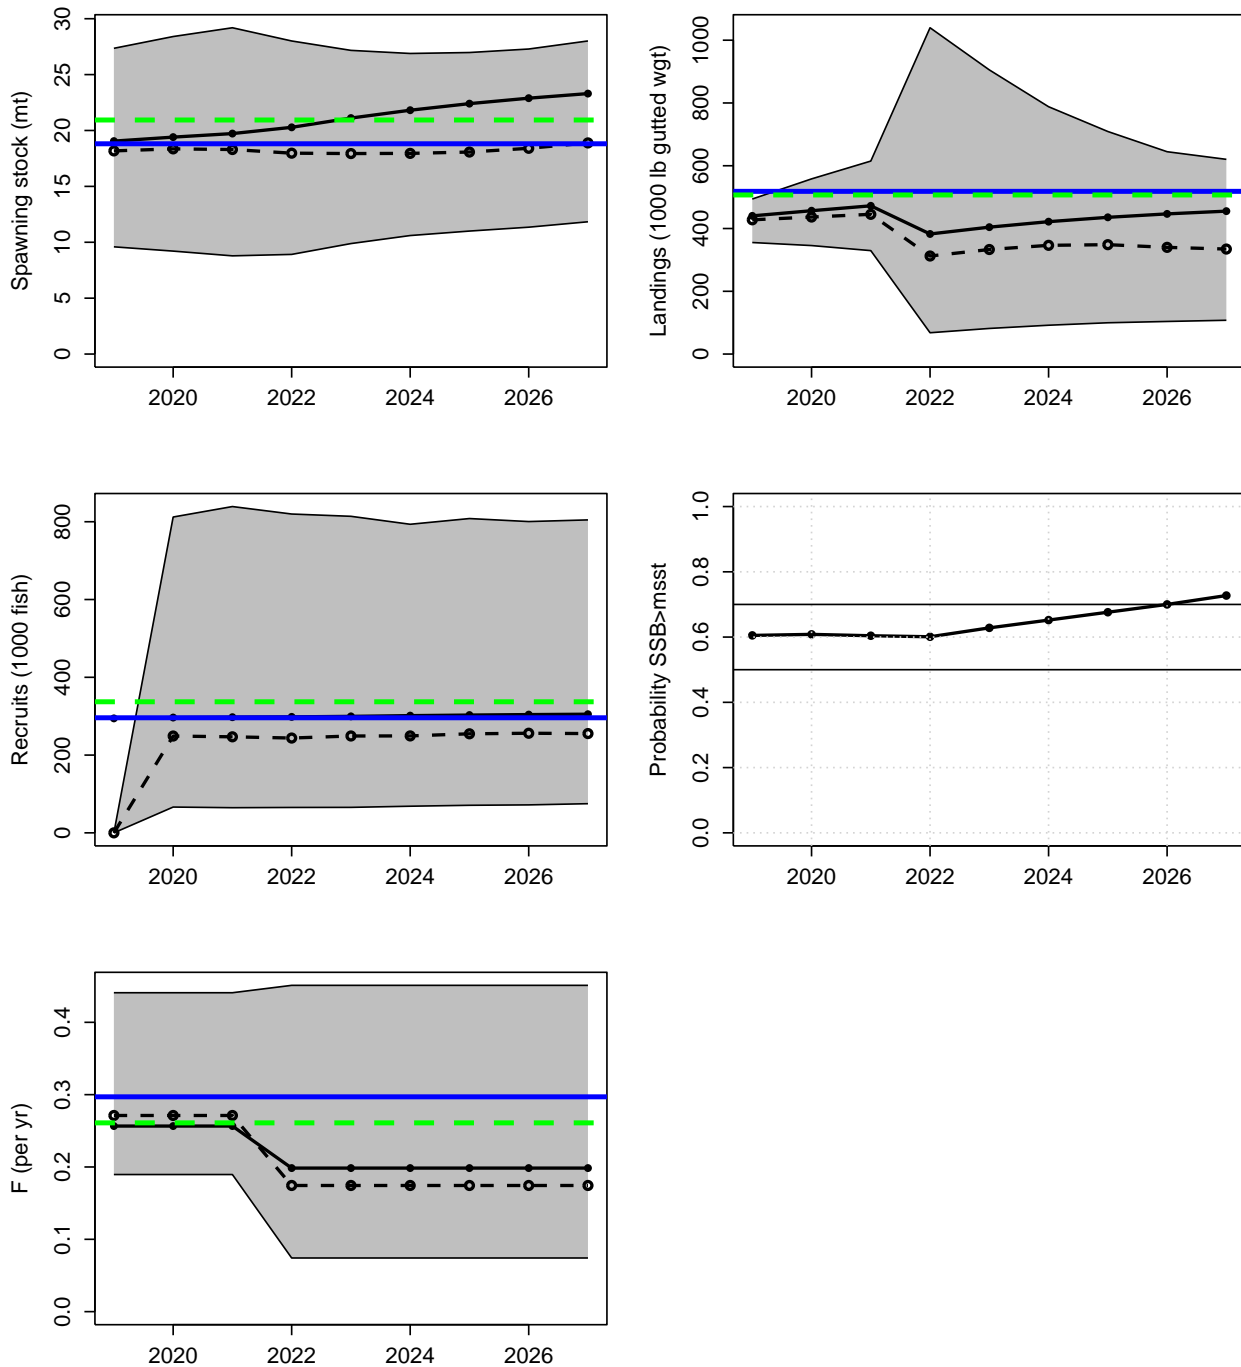 Spawning stock (mt)
0 5 10 15 20 25 30
2020 2022 2024 2026
Landings (1000 lb gutted wgt)
0 200 400 600 800 1000
2020 2022 2024 2026
Recruits (1000 fish)
0 200 400 600 800
2020 2022 2024 2026
Probability SSB>msst
0.0 0.2 0.4 0.6 0.8 1.0
2020 2022 2024 2026
F (per yr)
0.0 0.1 0.2 0.3 0.4
2020 2022 2024 2026